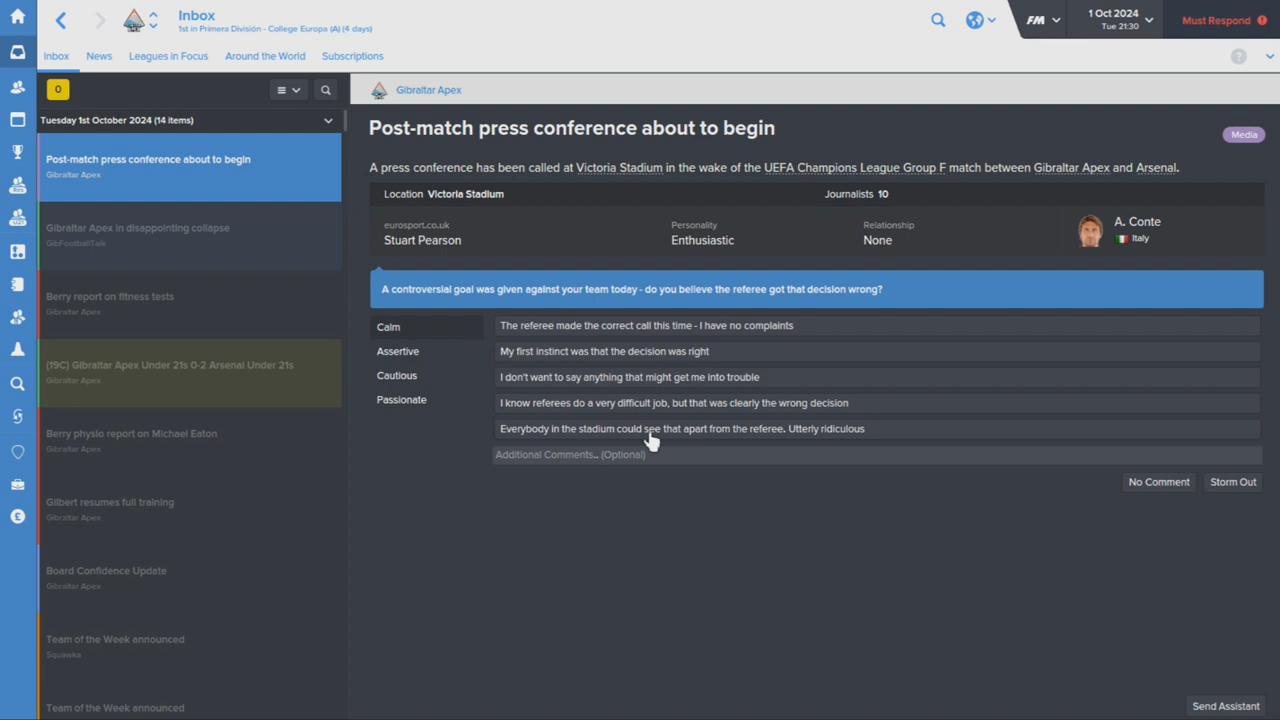 Inbox
1st in Primera División - College Europa (A) (4 days)
FM
1 Oct 2024
Tue 21:30
Must Respond
Inbox
News
Leagues in Focus
Around the World
Subscriptions
?
0
Tuesday 1st October 2024 (14 items)
Post-match press conference about to begin
Gibraltar Apex
Gibraltar Apex in disappointing collapse
GibFootballTalk
Berry report on fitness tests
Gibraltar Apex
(19C) Gibraltar Apex Under 21s 0-2 Arsenal Under 21s
Gibraltar Apex
Berry physio report on Michael Eaton
Gibraltar Apex
Gilbert resumes full training
Gibraltar Apex
Board Confidence Update
Gibraltar Apex
Team of the Week announced
Squawka
Team of the Week announced
Gibraltar Apex
Post-match press conference about to begin
Media
A press conference has been called at Victoria Stadium in the wake of the UEFA Champions League Group F match between Gibraltar Apex and Arsenal.
Location Victoria Stadium
Journalists 10
eurosport.co.uk
Stuart Pearson
Personality
Enthusiastic
Relationship
None
A. Conte
Italy
A controversial goal was given against your team today - do you believe the referee got that decision wrong?
Calm
Assertive
Cautious
Passionate
The referee made the correct call this time - I have no complaints
My first instinct was that the decision was right
I don't want to say anything that might get me into trouble
I know referees do a very difficult job, but that was clearly the wrong decision
Everybody in the stadium could see that apart from the referee. Utterly ridiculous
Additional Comments.. (Optional)
No Comment
Storm Out
Send Assistant